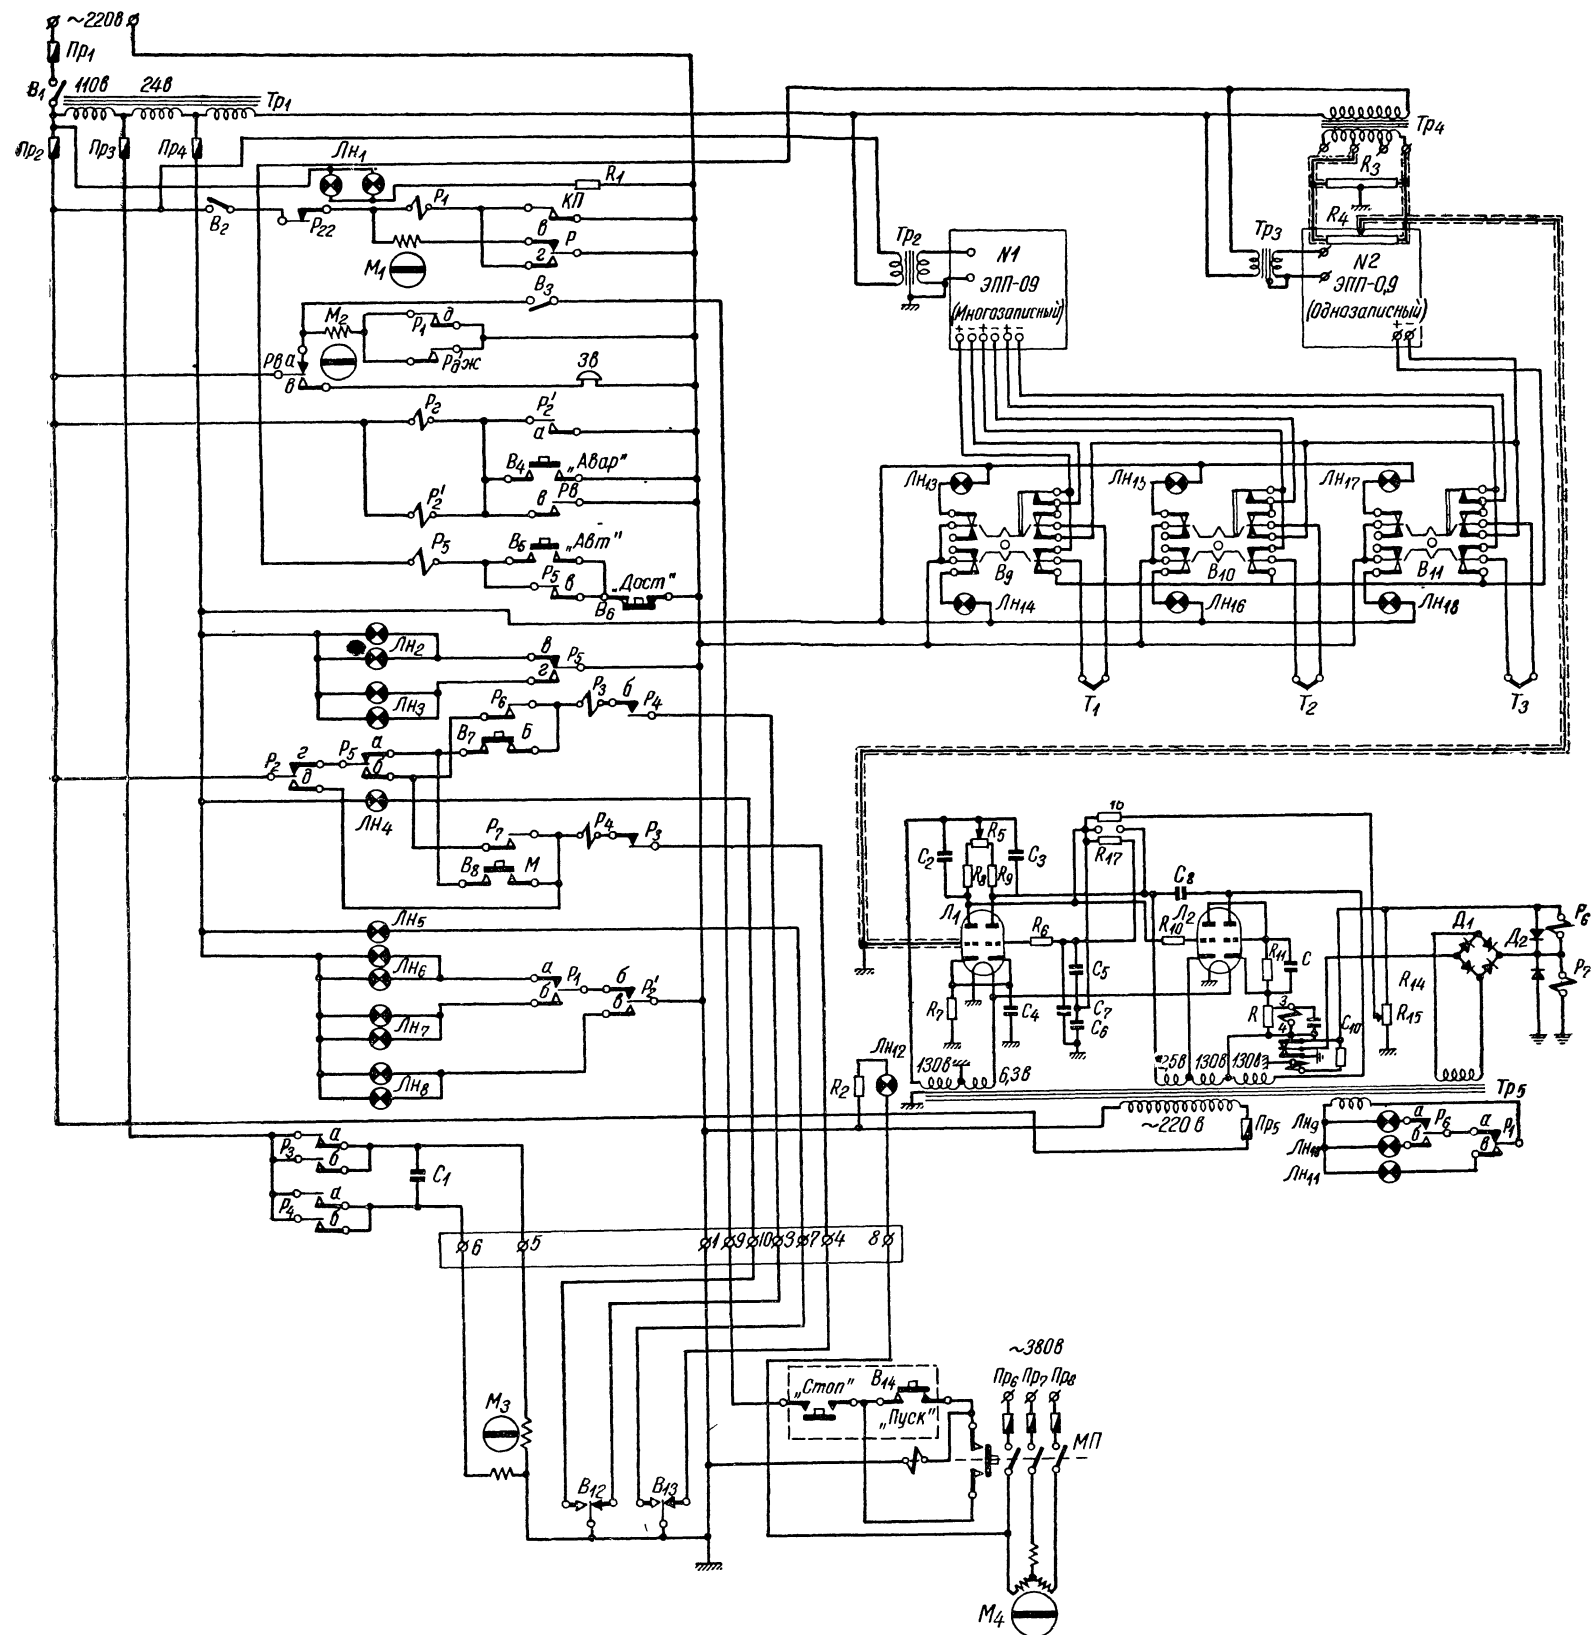 ~220в
Пр₁
В₁
110в
24в
Тр₁
Пр₂
Пр₃
Пр₄
Лн₁
R₁
Р₁
КП
В₂
Р₂₂
в
Р
г
М₁
В₃
М₂
Р₁
д
Рв
а
Рдж
Зв
в
Р₂
Р₂'
а
В₄
„Авар"
Р₂'
в
Рв
Р₅
В₅
„Авт"
Р₅
в
„Дост"
В₆
Лн₂
в
Р₅
г
Лн₃
Р₆
Р₃
б
Р₄
В₇
Б
Р₂
г
Р₅
а
д
б
Лн₄
Р₇
Р₄
Р₃
В₈
М
Лн₅
Лн₆
а
Р₁
б
б
Р₂'
в
Лн₇
Лн₈
Р₃
а
б
С₁
Р₄
а
б
6
5
1
9
10
3
7
4
8
М₃
В₁₂
В₁₃
„Стоп"
В₁₄
„Пуск"
~380в
Пр₆
Пр₇
Пр₈
МП
М₄
Тр₂
N1
ЭПП-09
(Многозаписный)
+ − + − + −
Тр₄
R₃
R₄
Тр₃
N2
ЭПП-0,9
(Однозаписный)
+ −
Лн₁₃
Лн₁₅
Лн₁₇
В₉
В₁₀
В₁₁
Лн₁₄
Лн₁₆
Лн₁₈
Т₁
Т₂
Т₃
С₂
R₅
С₃
R₈
R₉
Л₁
R₆
R₇
С₄
С₅
С₇
С₆
16
R₁₇
С₈
Л₂
R₁₀
R₁₁
С
R
3
4
С₁₀
R₁₄
R₁₅
Д₁
Д₂
Р₆
Р₇
Лн₁₂
R₂
130в
6,3в
130в
130в
Тр₅
~220в
Пр₅
Лн₉
а
Р₆
б
а
Р₁
в
Лн₁₁